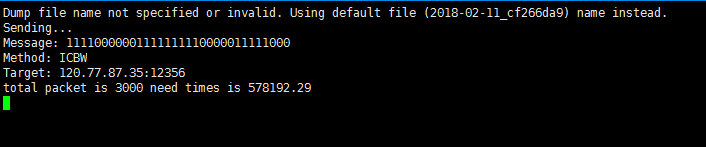 Dump file name not specified or invalid. Using default file (2018-02-11_cf266da9) name instead.
Sending...
Message: 11110000001111111110000011111000
Method: ICBW
Target: 120.77.87.35:12356
total packet is 3000 need times is 578192.29